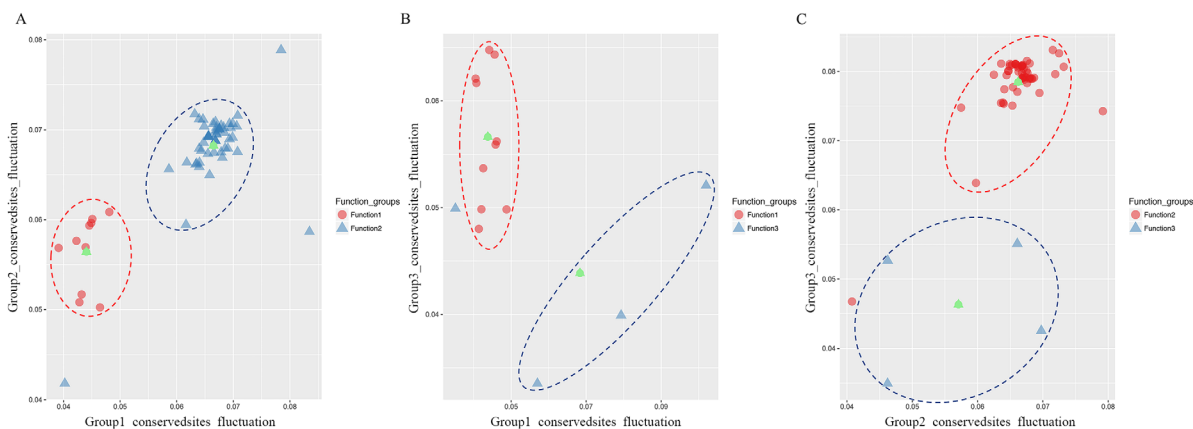 A
Group2_conservedsites_fluctuation
0.08
0.07
0.06
0.05
0.04
0.04
0.05
0.06
0.07
0.08
Group1 conservedsites fluctuation
Function_groups
Function1
Function2
B
Group3_conservedsites_fluctuation
0.06
0.05
0.04
0.05
0.07
0.09
Group1 conservedsites fluctuation
Function_groups
Function1
Function3
C
Group3_conservedsites_fluctuation
0.08
0.07
0.06
0.05
0.04
0.04
0.06
0.07
0.08
Group2 conservedsites fluctuation
Function_groups
Function2
Function3